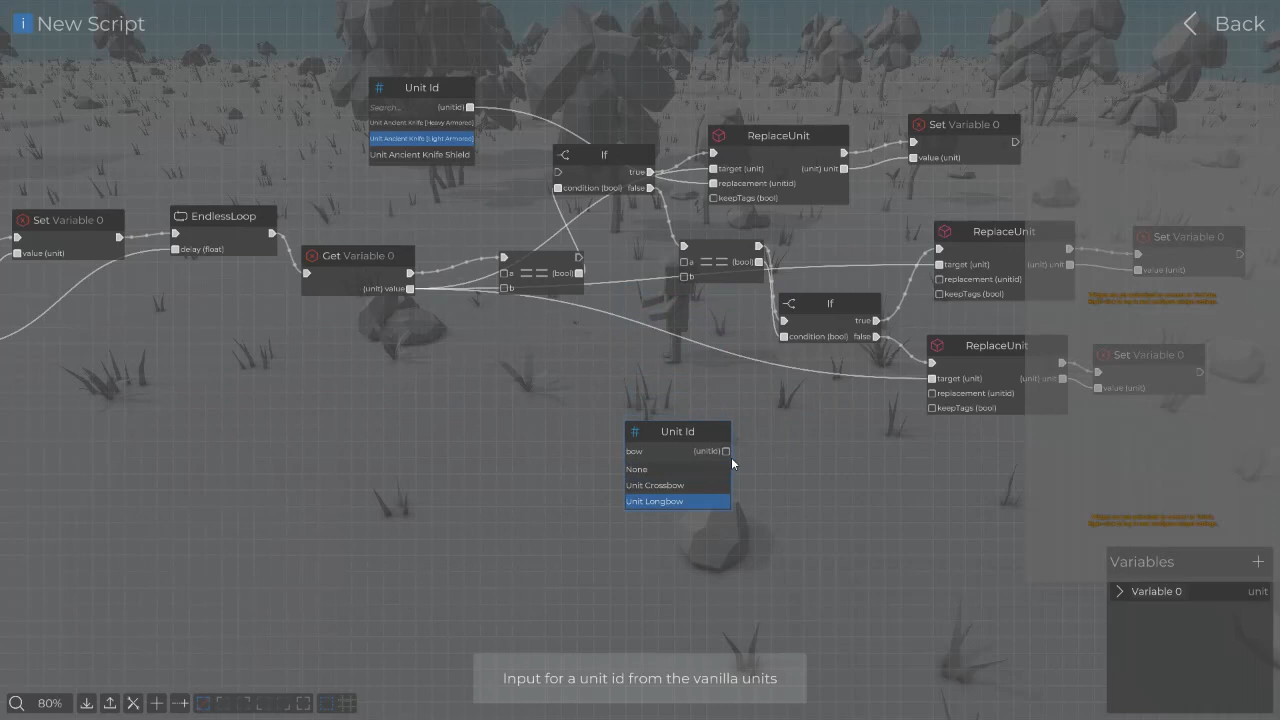 i New Script
Back
# Unit Id
Search... (unitid)
Unit Ancient Knife [Heavy Armored]
Unit Ancient Knife [Light Armored]
Unit Ancient Knife Shield
If
true
condition (bool) false
ReplaceUnit
target (unit) (unit) unit
replacement (unitid)
keepTags (bool)
Set Variable 0
value (unit)
Set Variable 0
value (unit)
EndlessLoop
delay (float)
Get Variable 0
(unit) value
a == (bool)
b
a == (bool)
b
If
true
condition (bool) false
ReplaceUnit
target (unit) (unit) unit
replacement (unitid)
keepTags (bool)
Set Variable 0
value (unit)
ReplaceUnit
target (unit) (unit) unit
replacement (unitid)
keepTags (bool)
Set Variable 0
value (unit)
# Unit Id
bow (unitid)
None
Unit Crossbow
Unit Longbow
Variables +
Variable 0 unit
Input for a unit id from the vanilla units
80%